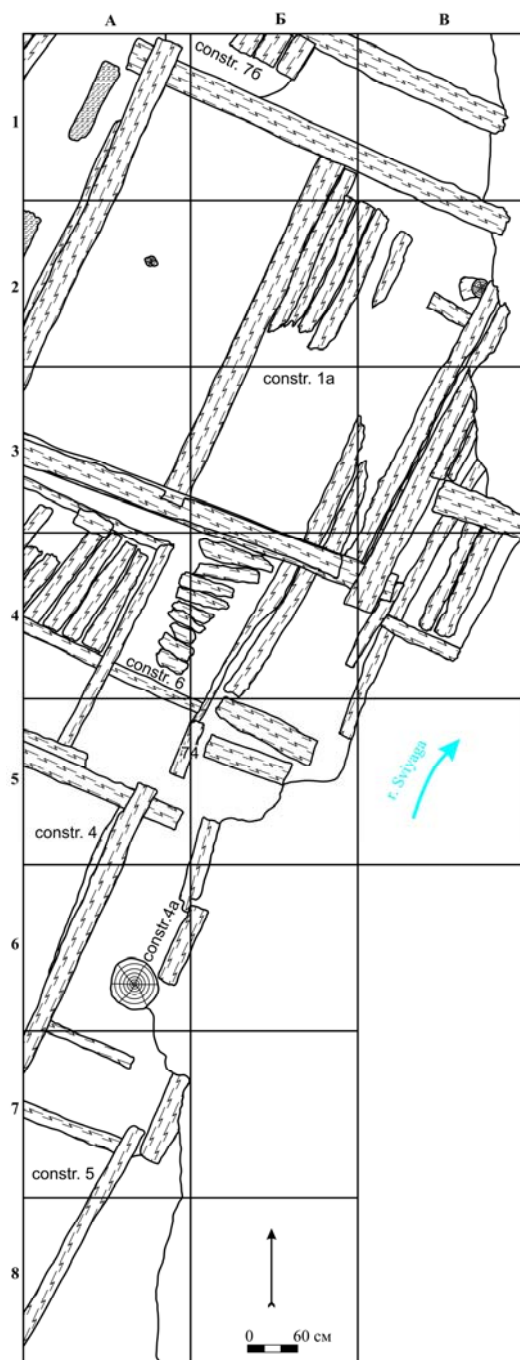 А Б В
constr. 76
1
2
constr. 1a
3
4
constr. 6
74
5
r. Sviyaga
constr. 4
constr.4a
6
7
constr. 5
8
0 60 см